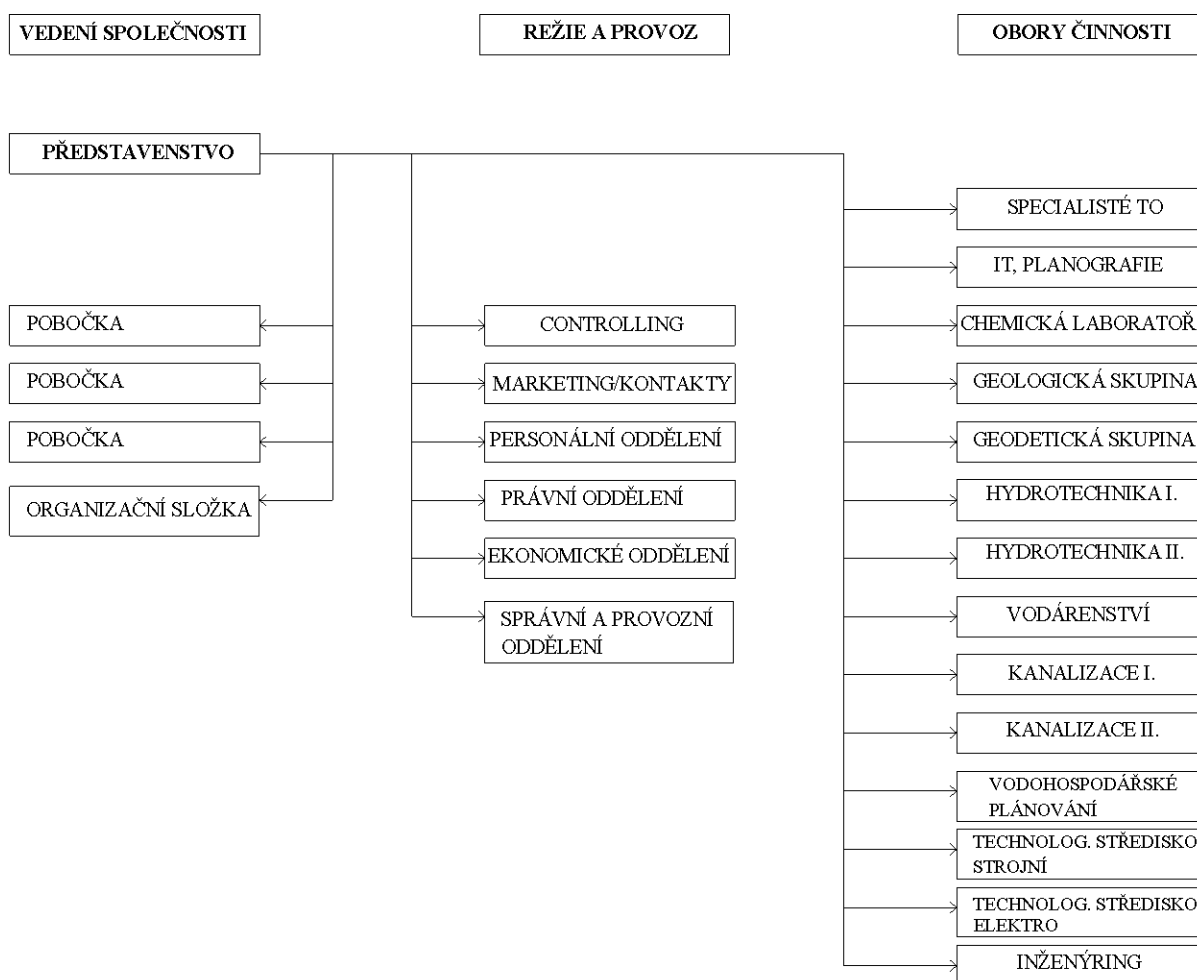 VEDENÍ SPOLEČNOSTI
REŽIE A PROVOZ
OBORY ČINNOSTI
PŘEDSTAVENSTVO
POBOČKA
POBOČKA
POBOČKA
ORGANIZAČNÍ SLOŽKA
CONTROLLING
MARKETING/KONTAKTY
PERSONÁLNÍ ODDĚLENÍ
PRÁVNÍ ODDĚLENÍ
EKONOMICKÉ ODDĚLENÍ
SPRÁVNÍ A PROVOZNÍ
ODDĚLENÍ
SPECIALISTÉ TO
IT, PLANOGRAFIE
CHEMICKÁ LABORATOŘ
GEOLOGICKÁ SKUPINA
GEODETICKÁ SKUPINA
HYDROTECHNIKA I.
HYDROTECHNIKA II.
VODÁRENSTVÍ
KANALIZACE I.
KANALIZACE II.
VODOHOSPODÁŘSKÉ
PLÁNOVÁNÍ
TECHNOLOG. STŘEDISKO
STROJNÍ
TECHNOLOG. STŘEDISKO
ELEKTRO
INŽENÝRING